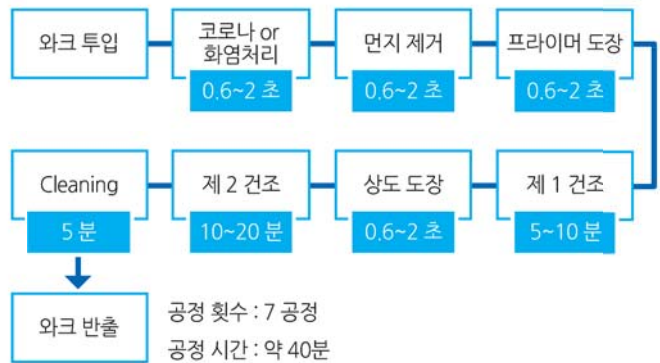 와크 투입
코로나 or
화염처리
0.6~2 초
먼지 제거
0.6~2 초
프라이머 도장
0.6~2 초
제 1 건조
5~10 분
상도 도장
0.6~2 초
제 2 건조
10~20 분
Cleaning
5 분
와크 반출
공정 횟수 : 7 공정
공정 시간 : 약 40분